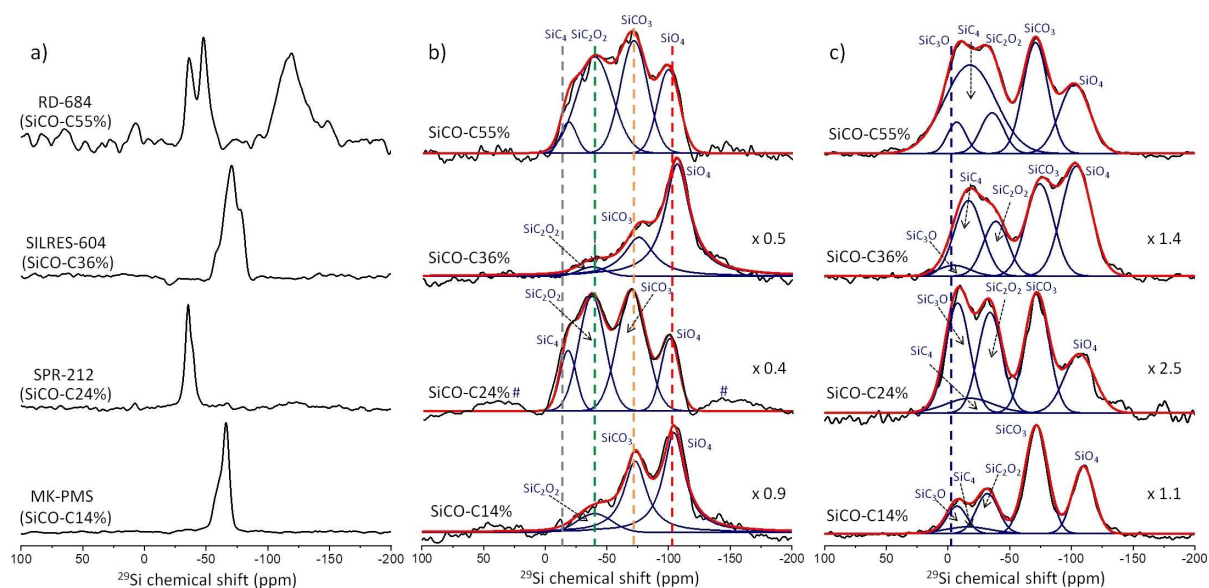 a)
RD-684
(SiCO-C55%)
SILRES-604
(SiCO-C36%)
SPR-212
(SiCO-C24%)
MK-PMS
(SiCO-C14%)
100 50 0 -50 -100 -150 -200
²⁹Si chemical shift (ppm)
b)
SiC₄ SiC₂O₂ SiCO₃ SiO₄
SiCO-C55%
SiO₄
SiCO₃
SiC₂O₂
x 0.5
SiCO-C36%
SiC₂O₂ SiCO₃
SiC₄ SiO₄
x 0.4
SiCO-C24% # #
SiCO₃ SiO₄
SiC₂O₂
x 0.9
SiCO-C14%
100 50 0 -50 -100 -150 -200
²⁹Si chemical shift (ppm)
c)
SiC₃O SiC₄ SiC₂O₂ SiCO₃
SiO₄
SiCO-C55%
SiC₄ SiC₂O₂ SiCO₃ SiO₄
SiC₃O
x 1.4
SiCO-C36%
SiC₃O SiC₂O₂ SiCO₃
SiC₄ SiO₄
x 2.5
SiCO-C24%
SiCO₃
SiC₃O SiC₄ SiC₂O₂ SiO₄
x 1.1
SiCO-C14%
100 50 0 -50 -100 -150 -200
²⁹Si chemical shift (ppm)